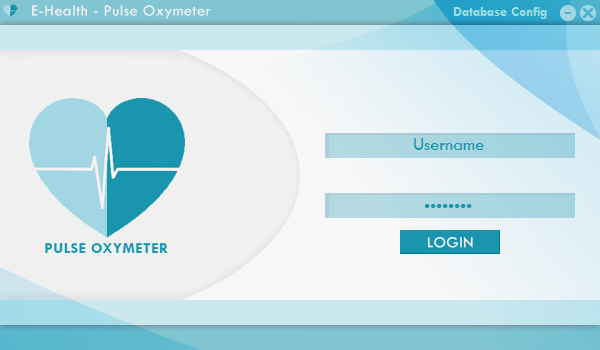 E-Health - Pulse Oxymeter
Database Config
Username
••••••••
LOGIN
PULSE OXYMETER